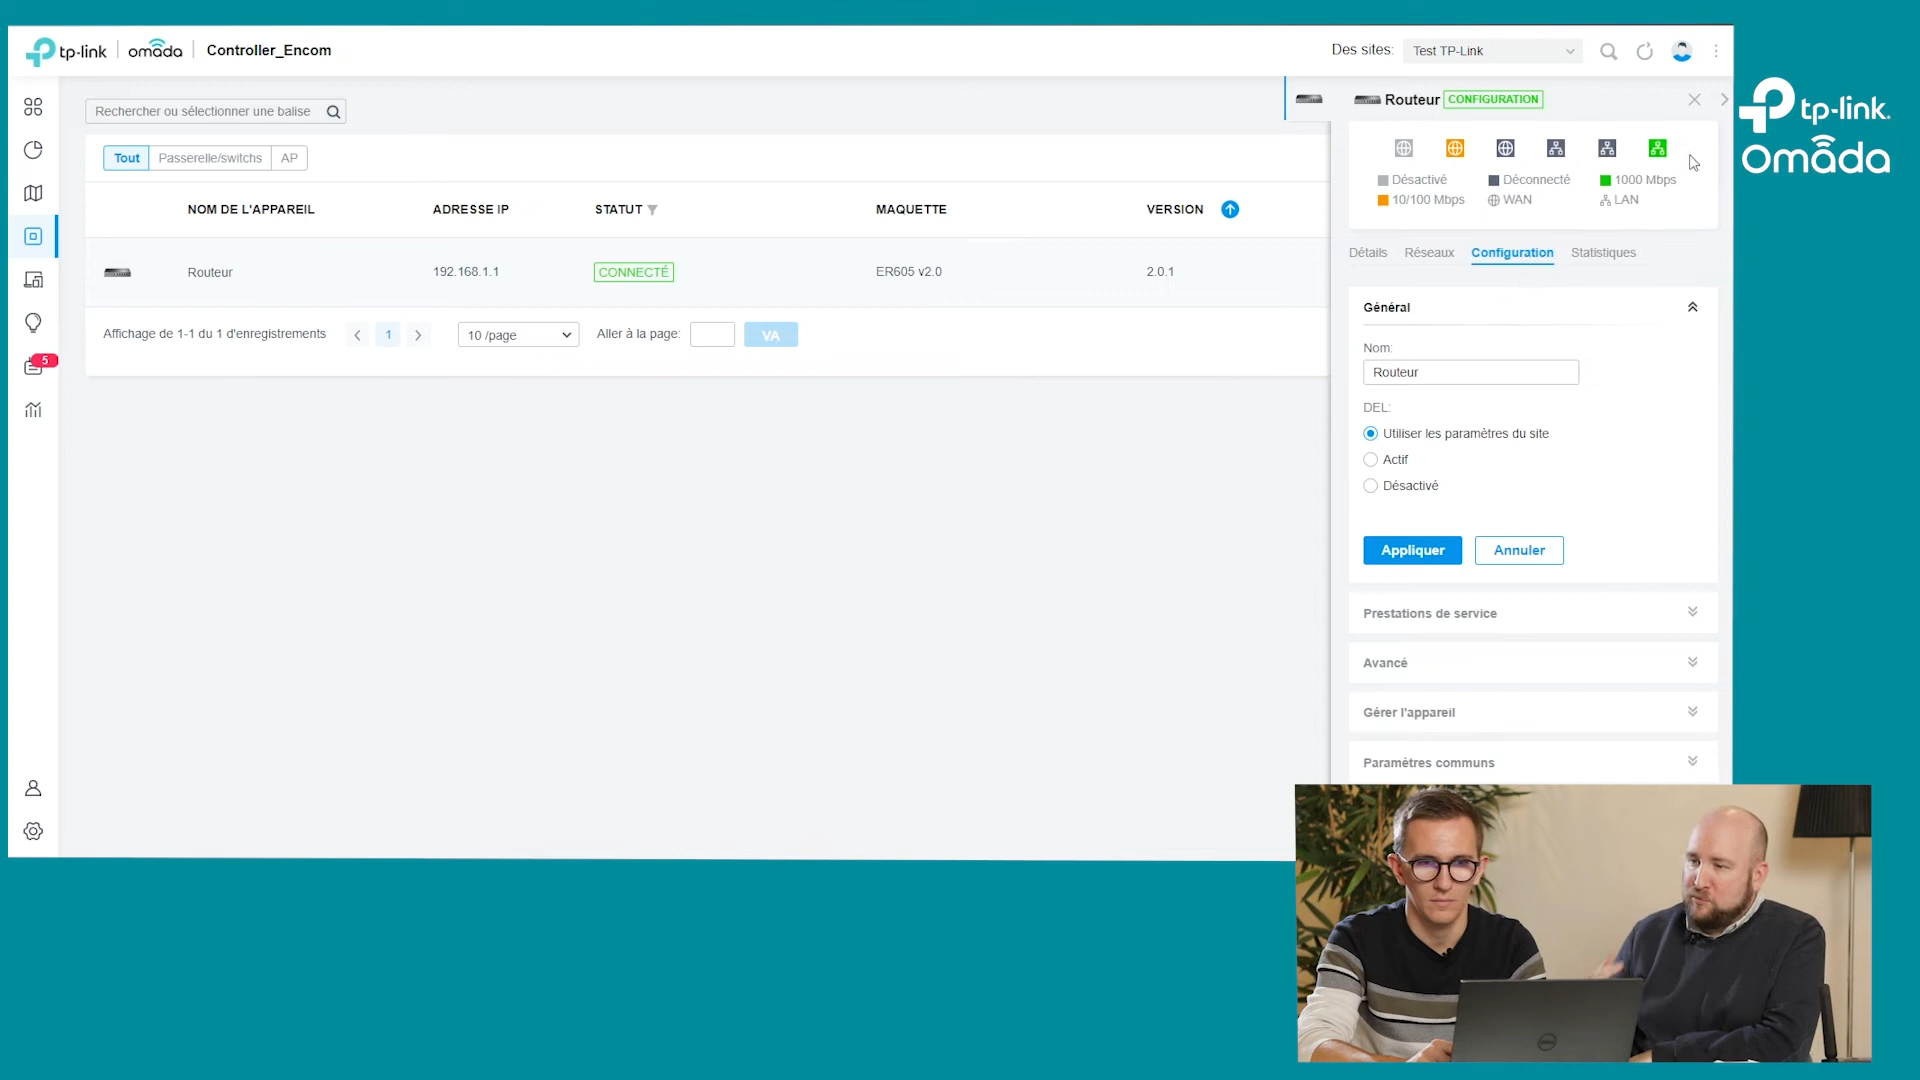 tp-link | omada | Controller_Encom
Des sites: Test TP-Link
tp-link.
omada
Rechercher ou sélectionner une balise
Routeur CONFIGURATION
Tout Passerelle/switchs AP
Désactivé Déconnecté 1000 Mbps
10/100 Mbps WAN LAN
NOM DE L'APPAREIL ADRESSE IP STATUT MAQUETTE VERSION
Routeur 192.168.1.1 CONNECTÉ ER605 v2.0 2.0.1
Affichage de 1-1 du 1 d'enregistrements 1 10 /page Aller à la page: VA
5
Détails Réseaux Configuration Statistiques
Général
Nom:
Routeur
DEL:
Utiliser les paramètres du site
Actif
Désactivé
Appliquer Annuler
Prestations de service
Avancé
Gérer l'appareil
Paramètres communs
DELL